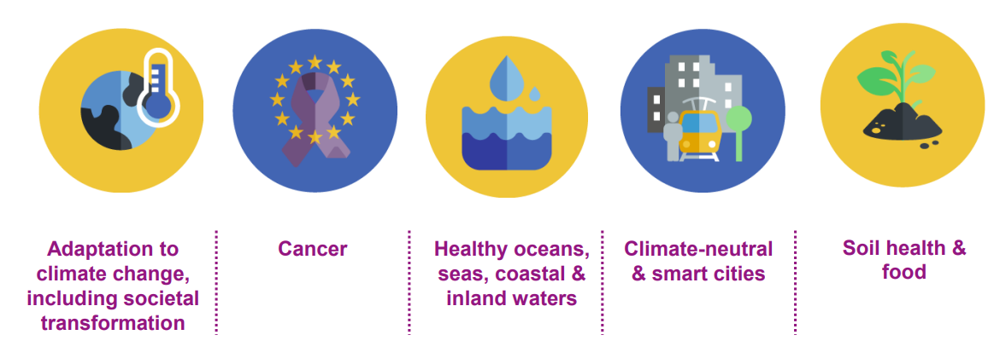 Adaptation to
climate change,
including societal
transformation
Cancer
Healthy oceans,
seas, coastal &
inland waters
Climate-neutral
& smart cities
Soil health &
food